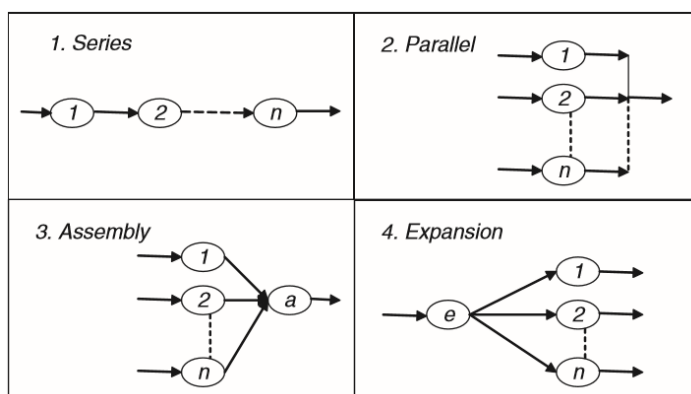 1. Series
1 2 n
2. Parallel
1
2
n
3. Assembly
1
2 a
n
4. Expansion
1
e 2
n